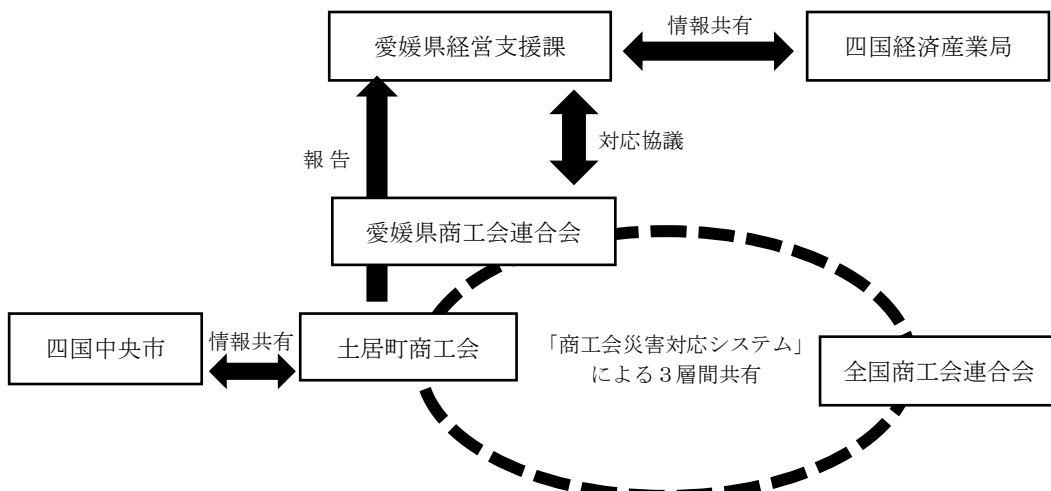 情報共有
愛媛県経営支援課
四国経済産業局
対応協議
報 告
愛媛県商工会連合会
四国中央市
情報共有
土居町商工会
「商工会災害対応システム」
による３層間共有
全国商工会連合会